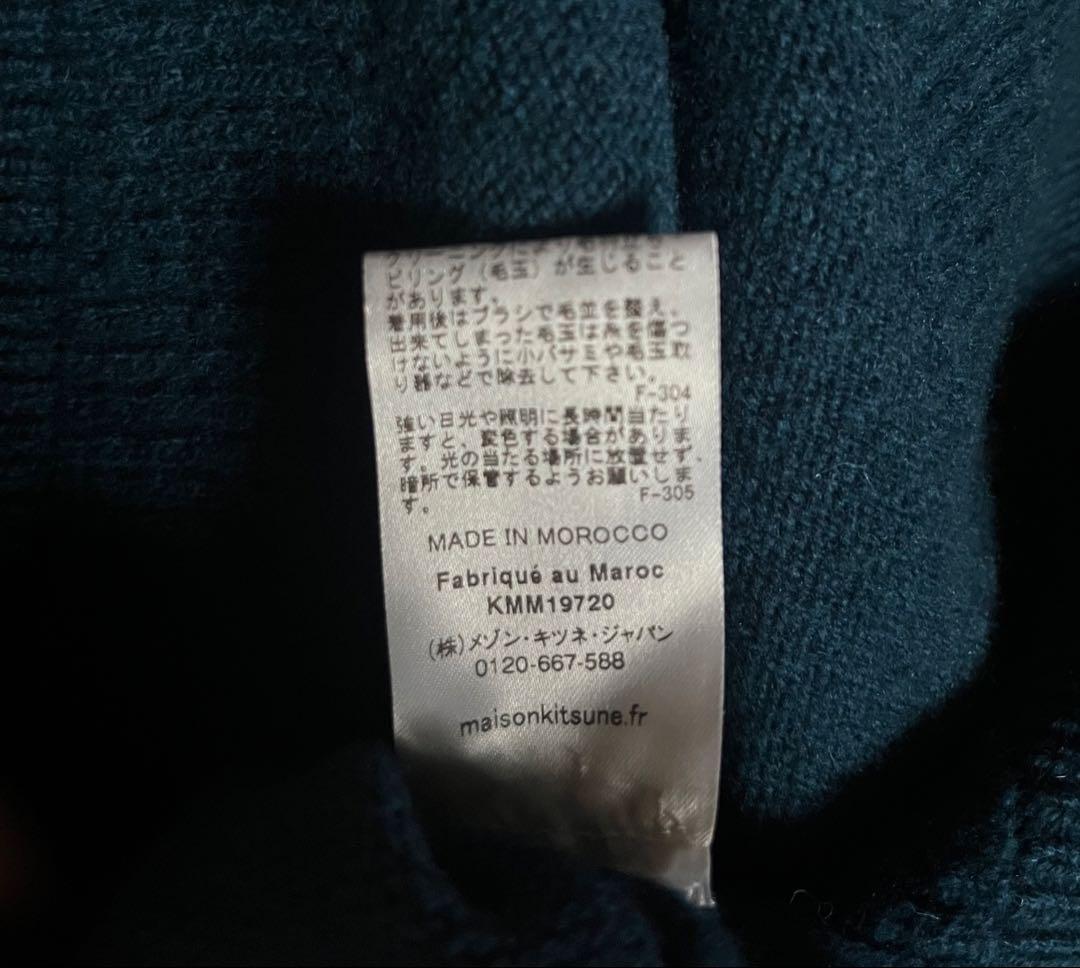 ピリング（毛玉）が生じること
があります。
着用後はブラシで毛並を整え、
出来てしまった毛玉は糸を傷つ
けないように小バサミや毛玉取
り器などで除去して下さい。
F-304
強い日光や照明に長時間当たり
ますと、変色する場合がありま
す。光の当たる場所に放置せず、
暗所で保管するようお願いしま
す。
F-305
MADE IN MOROCCO
Fabriqué au Maroc
KMM19720
(株)メゾン・キツネ・ジャパン
0120-667-588
maisonkitsune.fr